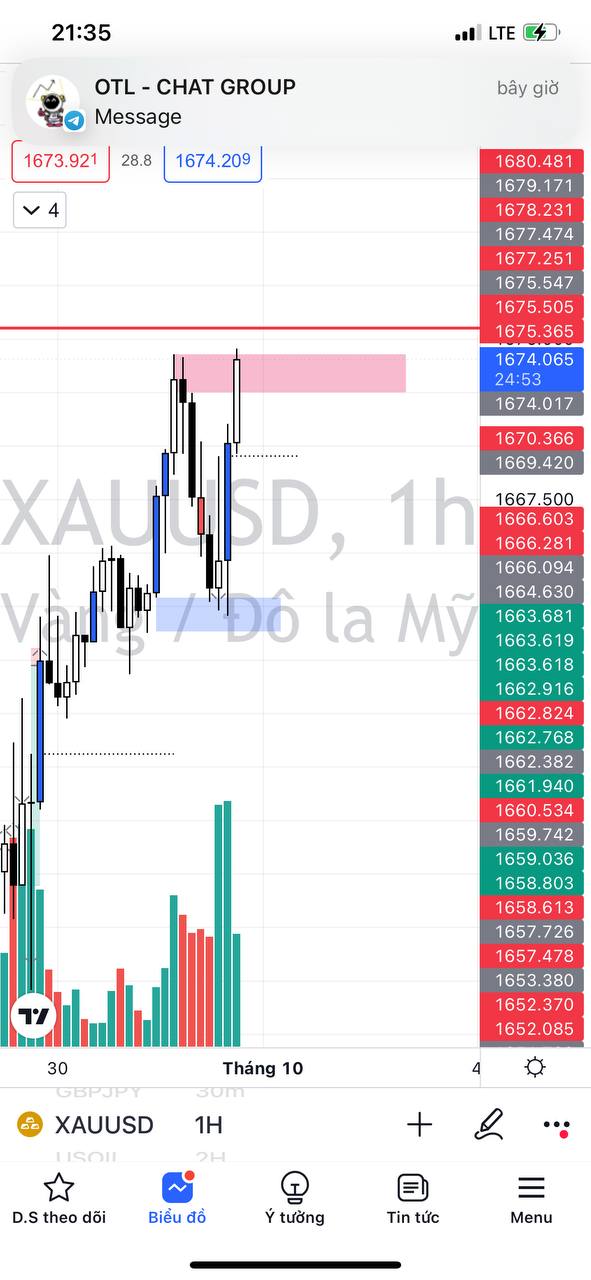 21:35
LTE
OTL - CHAT GROUP
bây giờ
Message
1673.921
28.8
1674.209
4
1680.481
1679.171
1678.231
1677.474
1677.251
1675.547
1675.505
1675.365
1674.065
24:53
1674.017
1670.366
1669.420
1667.500
1666.603
1666.281
1666.094
1664.630
1663.681
1663.619
1663.618
1662.916
1662.824
1662.768
1662.382
1661.940
1660.534
1659.742
1659.036
1658.803
1658.613
1657.726
1657.478
1653.380
1652.370
1652.085
XAUUSD, 1h
Vàng / Đô la Mỹ
30
Tháng 10
4
GBPJPY 30m
XAUUSD 1H
USOIL 2H
D.S theo dõi
Biểu đồ
Ý tưởng
Tin tức
Menu